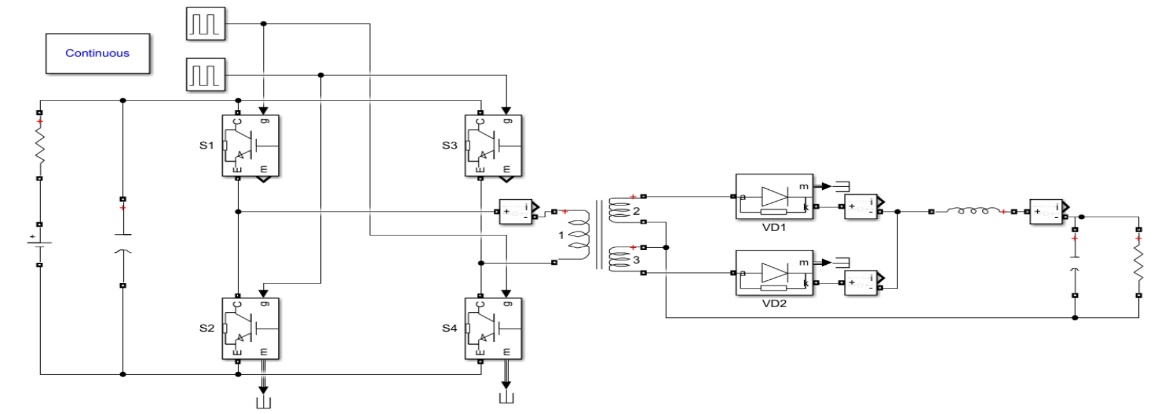 Continuous
S1
C
g
E
m
S3
C
g
E
m
i
+
-
+
1
+
2
+
3
a
m
k
VD1
+
i
-
+
i
-
+
+
+
a
m
k
VD2
+
i
-
+
+
+
S2
C
g
E
m
S4
C
g
E
m